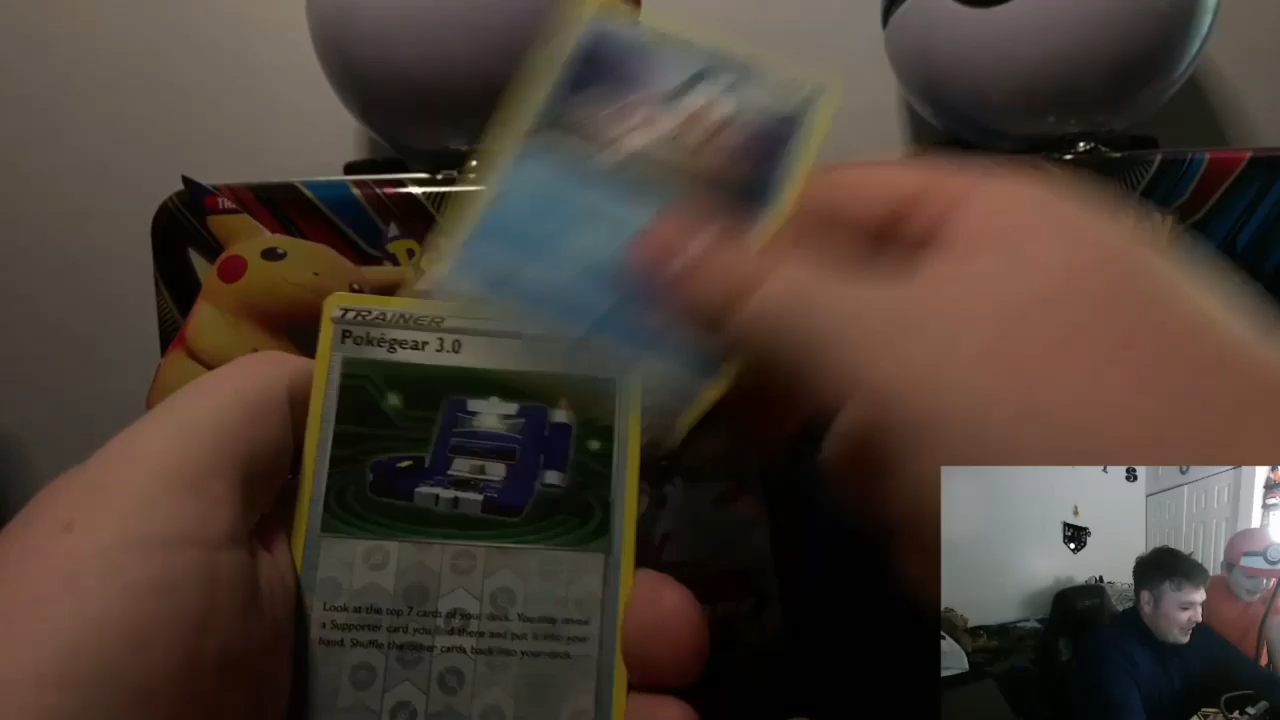 TRAINER
Pokégear 3.0
Look at the top 7 cards of your deck. You may reveal
a Supporter card you find there and put it into your
hand. Shuffle the other cards back into your deck.